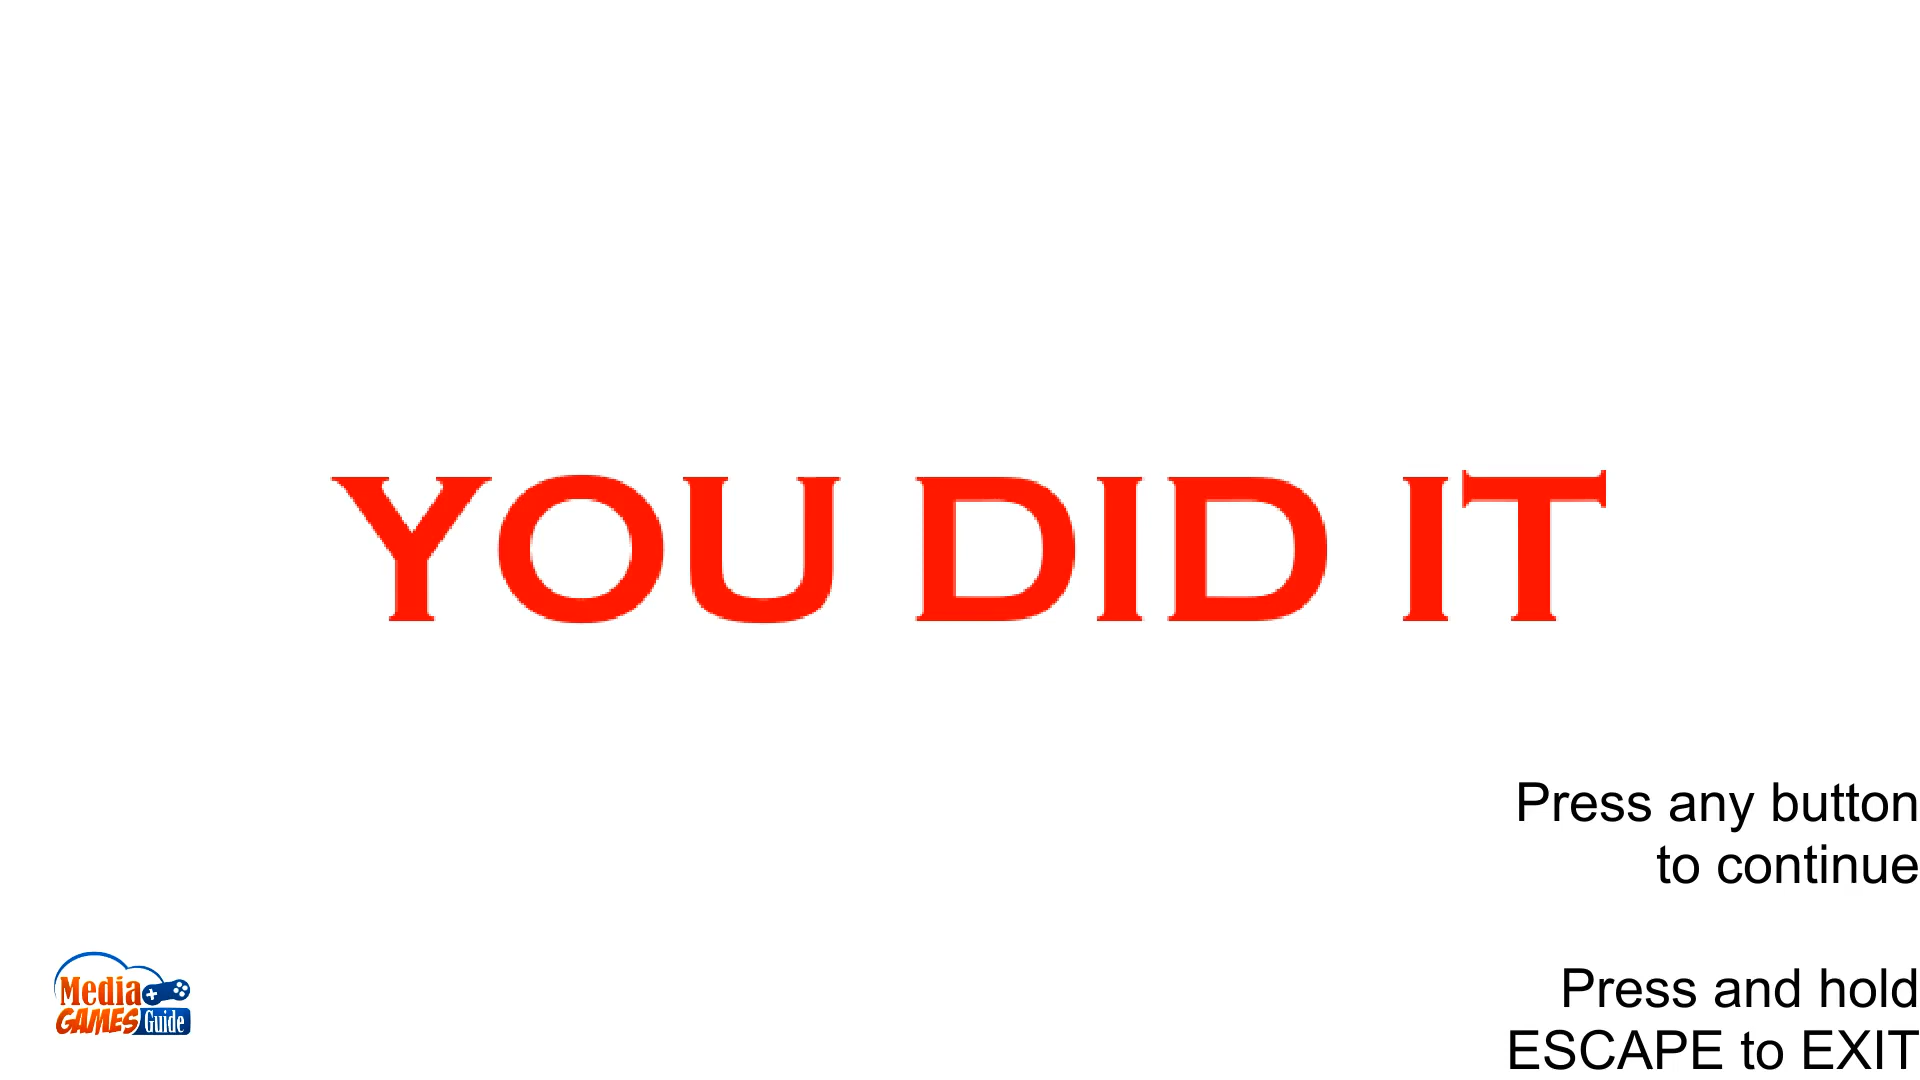 YOU DID IT
Press any button
to continue
Press and hold
ESCAPE to EXIT
Media
GAMES Guide